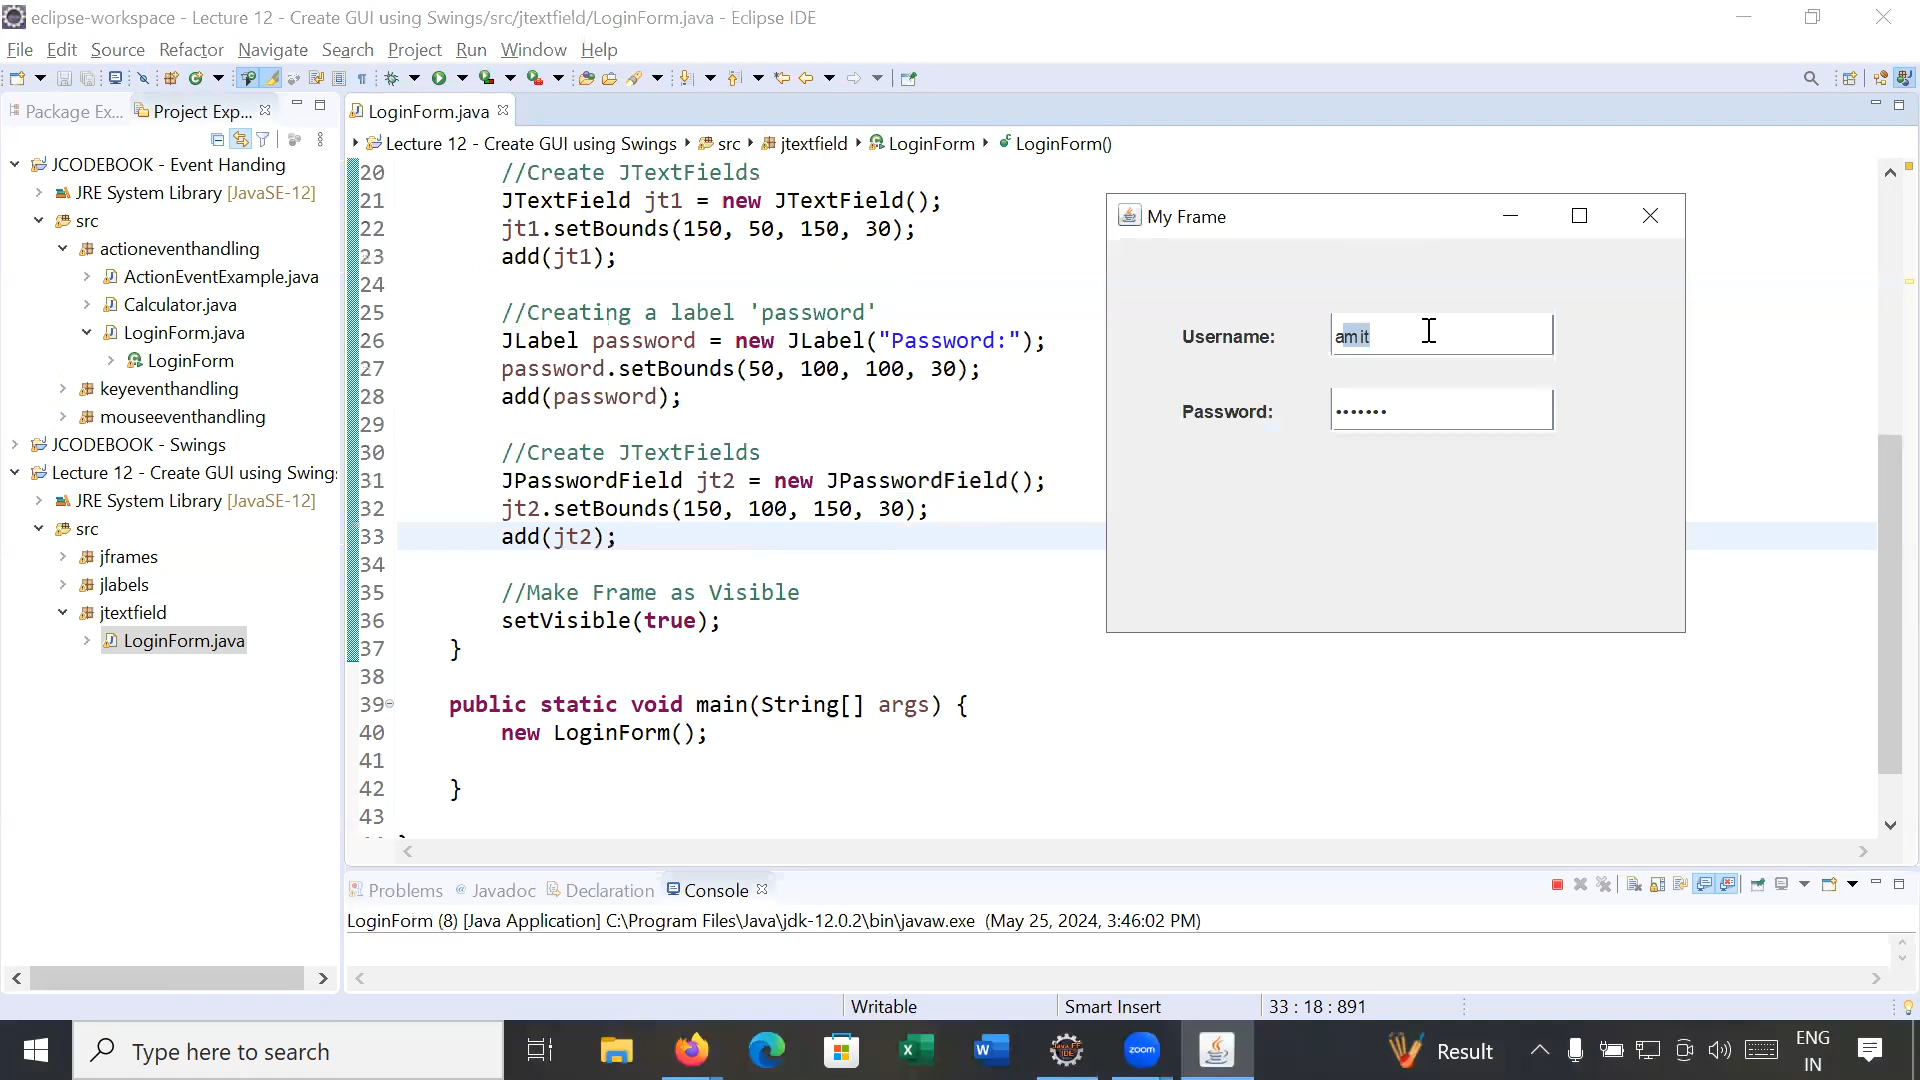 eclipse-workspace - Lecture 12 - Create GUI using Swings/src/jtextfield/LoginForm.java - Eclipse IDE
File Edit Source Refactor Navigate Search Project Run Window Help
Package Ex... Project Exp...
JCODEBOOK - Event Handing
JRE System Library [JavaSE-12]
src
actioneventhandling
ActionEventExample.java
Calculator.java
LoginForm.java
LoginForm
keyeventhandling
mouseeventhandling
JCODEBOOK - Swings
Lecture 12 - Create GUI using Swing
JRE System Library [JavaSE-12]
src
jframes
jlabels
jtextfield
LoginForm.java
LoginForm.java
Lecture 12 - Create GUI using Swings src jtextfield LoginForm LoginForm()
20 //Create JTextFields
21 JTextField jt1 = new JTextField();
22 jt1.setBounds(150, 50, 150, 30);
23 add(jt1);
24
25 //Creating a label 'password'
26 JLabel password = new JLabel("Password:");
27 password.setBounds(50, 100, 100, 30);
28 add(password);
29
30 //Create JTextFields
31 JPasswordField jt2 = new JPasswordField();
32 jt2.setBounds(150, 100, 150, 30);
33 add(jt2);
34
35 //Make Frame as Visible
36 setVisible(true);
37 }
38
39 public static void main(String[] args) {
40 new LoginForm();
41
42 }
43
My Frame
Username: amit
Password: •••••••
Problems Javadoc Declaration Console
LoginForm (8) [Java Application] C:\Program Files\Java\jdk-12.0.2\bin\javaw.exe (May 25, 2024, 3:46:02 PM)
Writable Smart Insert 33 : 18 : 891
Type here to search
zoom
Result
ENG
IN